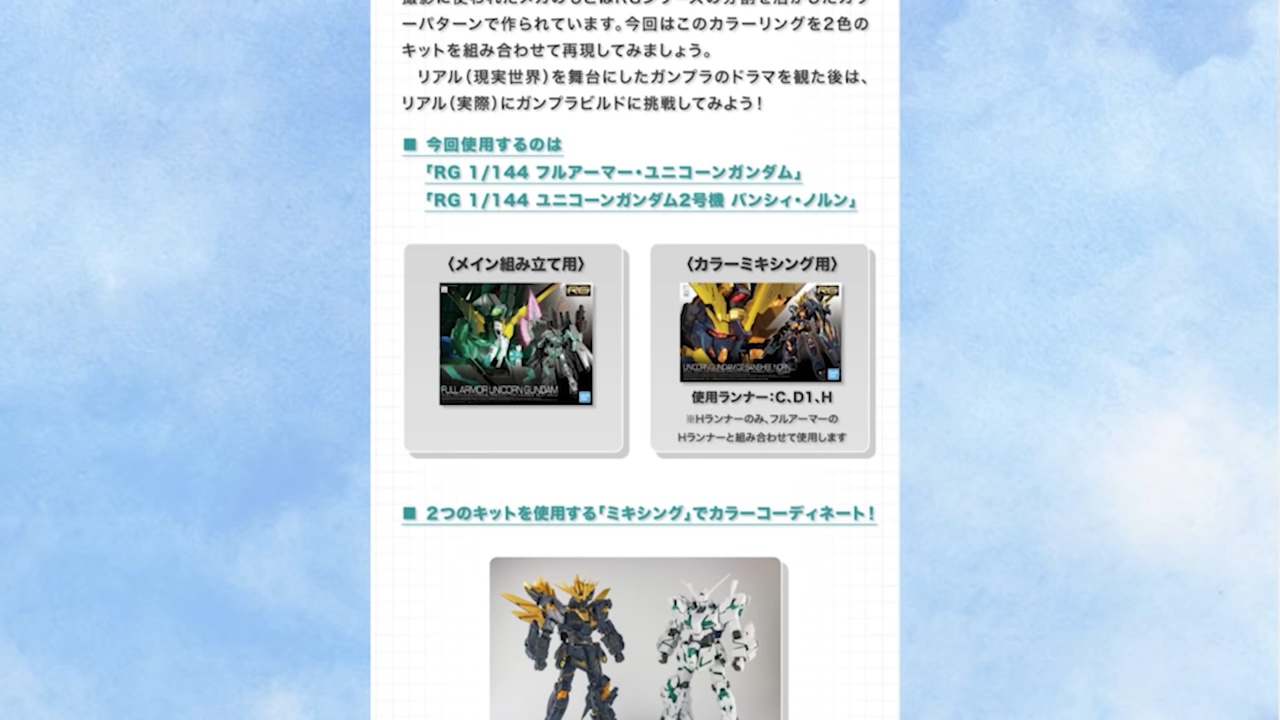 ーパターンで作られています。今回はこのカラーリングを2色の
キットを組み合わせて再現してみましょう。
リアル(現実世界)を舞台にしたガンプラのドラマを観た後は、
リアル(実際)にガンプラビルドに挑戦してみよう!
■ 今回使用するのは
「RG 1/144 フルアーマー・ユニコーンガンダム」
「RG 1/144 ユニコーンガンダム2号機 バンシィ・ノルン」
〈メイン組み立て用〉
RG
FULL ARMOR UNICORN GUNDAM
〈カラーミキシング用〉
RG
UNICORN GUNDAM 02 BANSHEE NORN
使用ランナー:C、D1、H
※Hランナーのみ、フルアーマーの
Hランナーと組み合わせて使用します
■ 2つのキットを使用する「ミキシング」でカラーコーディネート!